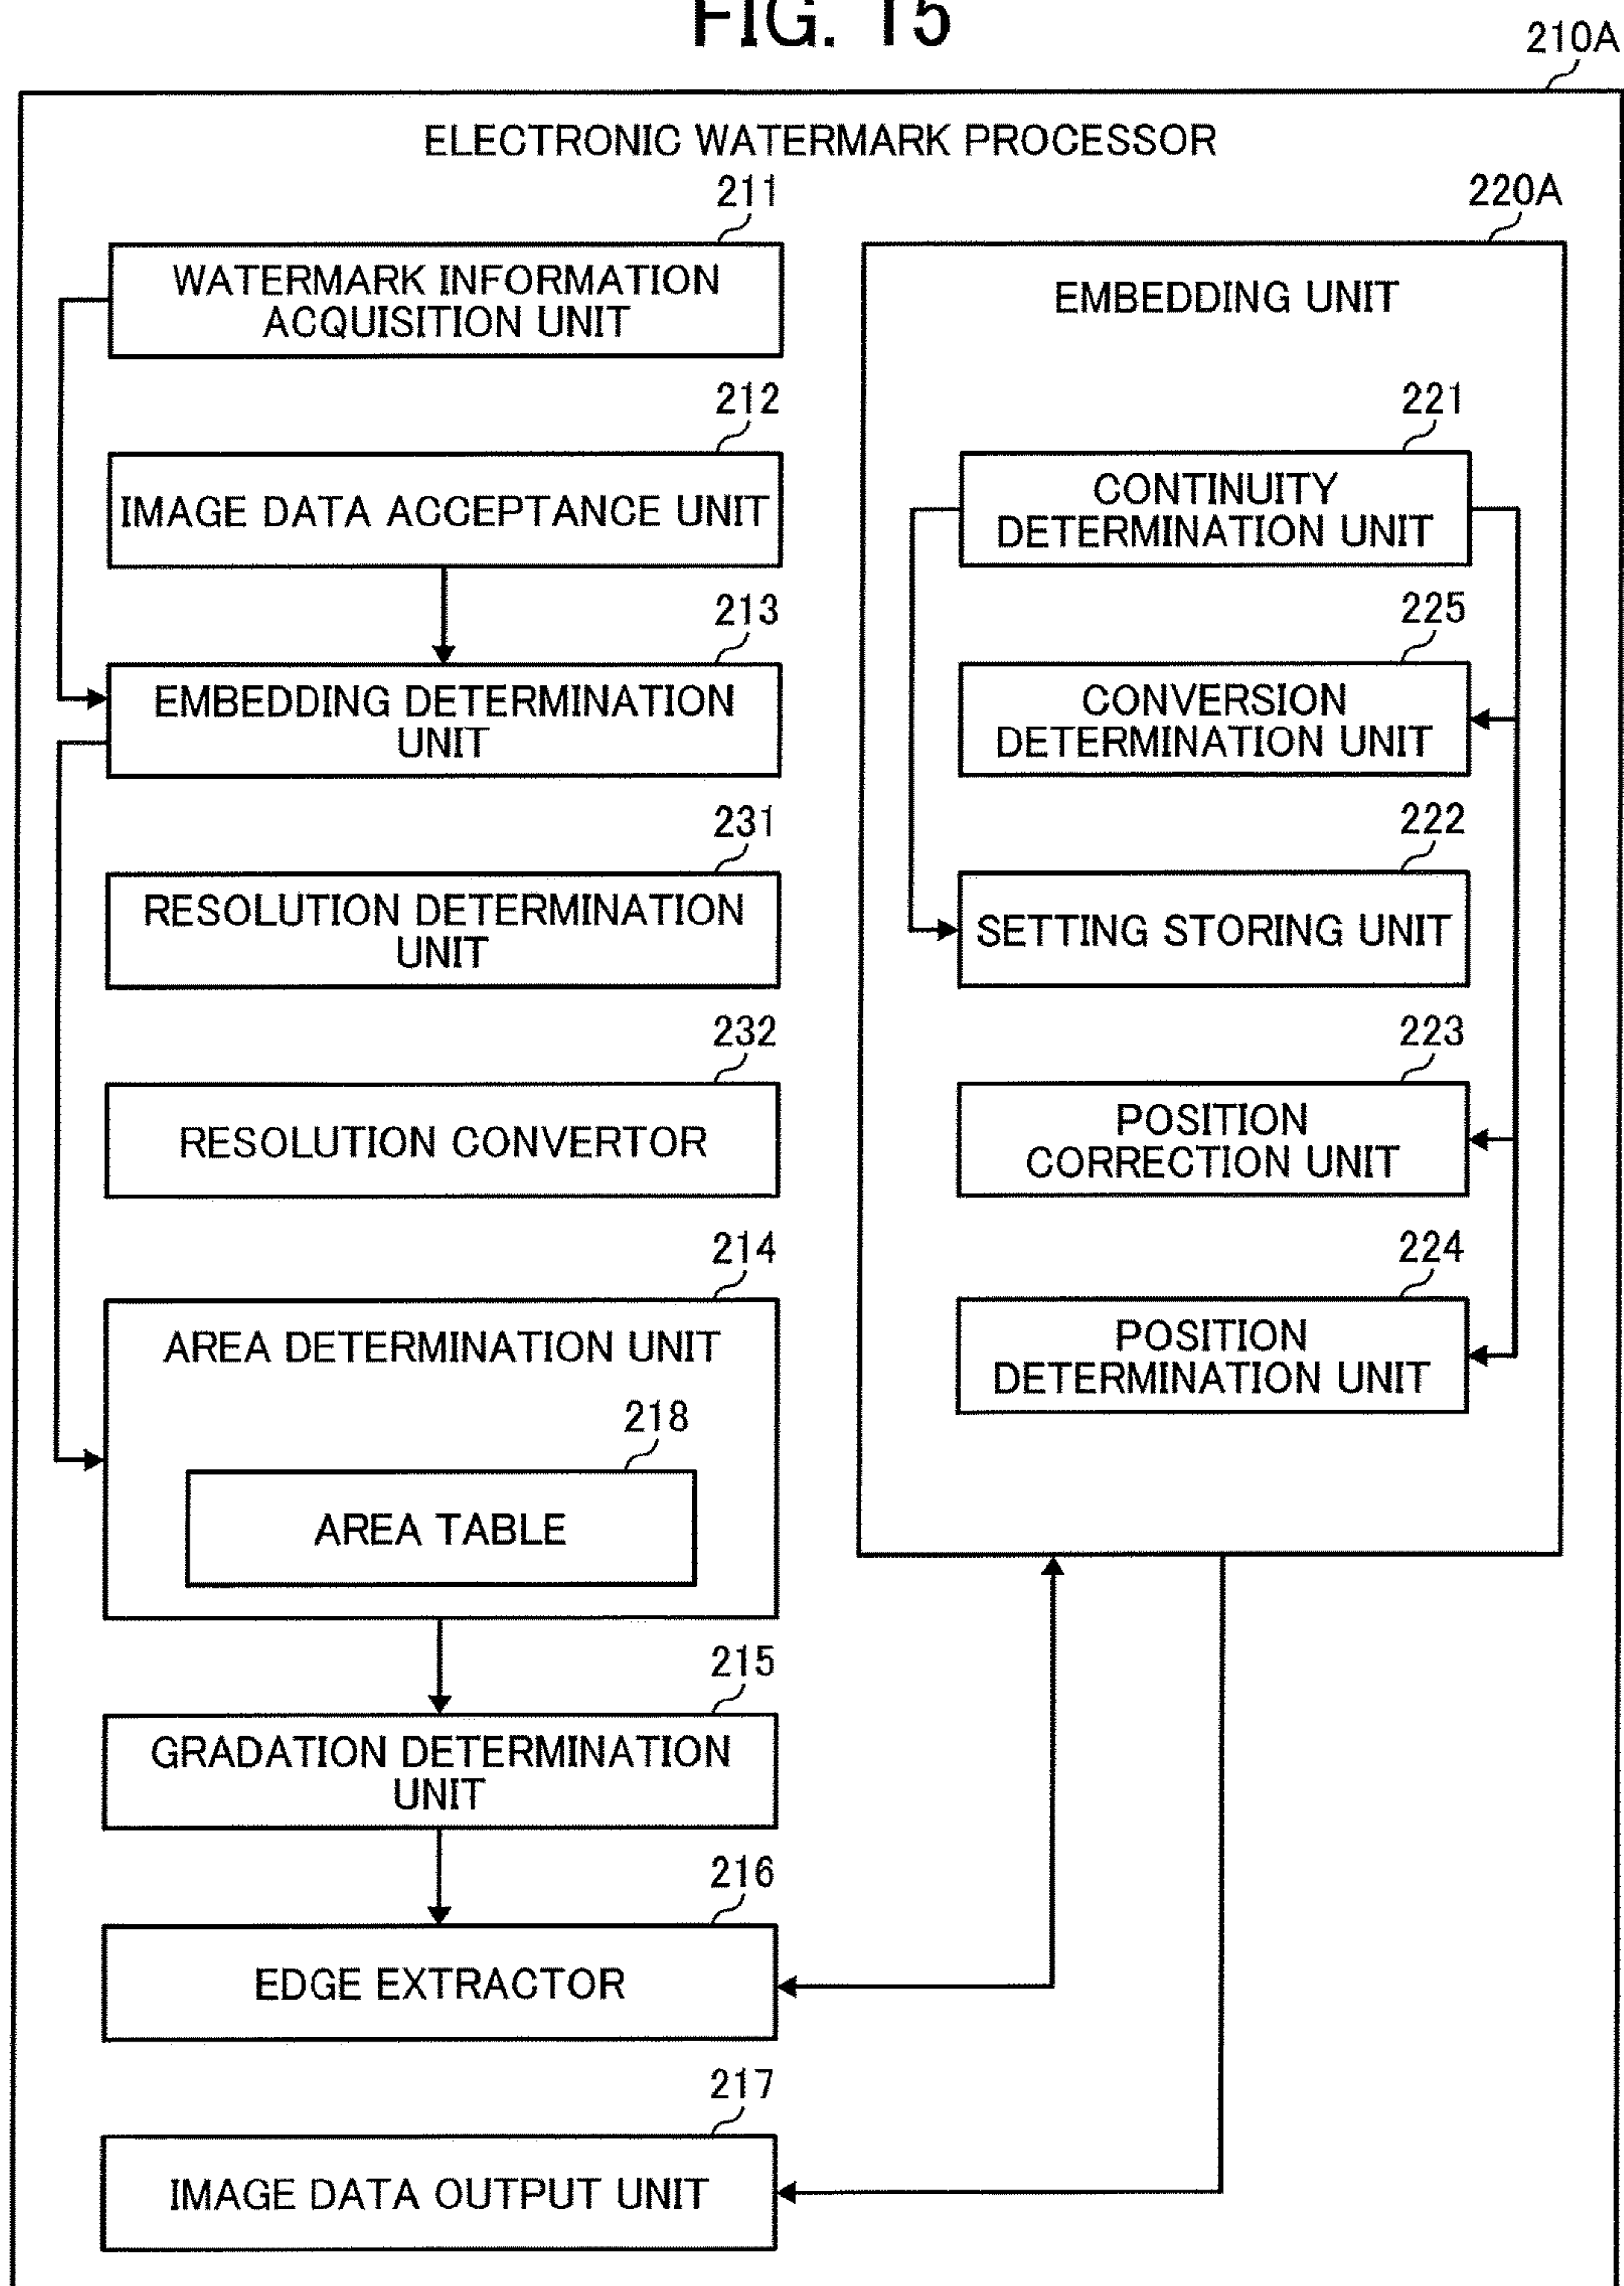 FIG. 15
210A
ELECTRONIC WATERMARK PROCESSOR
211
WATERMARK INFORMATION
ACQUISITION UNIT
212
IMAGE DATA ACCEPTANCE UNIT
213
EMBEDDING DETERMINATION
UNIT
231
RESOLUTION DETERMINATION
UNIT
232
RESOLUTION CONVERTOR
214
AREA DETERMINATION UNIT
218
AREA TABLE
215
GRADATION DETERMINATION
UNIT
216
EDGE EXTRACTOR
217
IMAGE DATA OUTPUT UNIT
220A
EMBEDDING UNIT
221
CONTINUITY
DETERMINATION UNIT
225
CONVERSION
DETERMINATION UNIT
222
SETTING STORING UNIT
223
POSITION
CORRECTION UNIT
224
POSITION
DETERMINATION UNIT